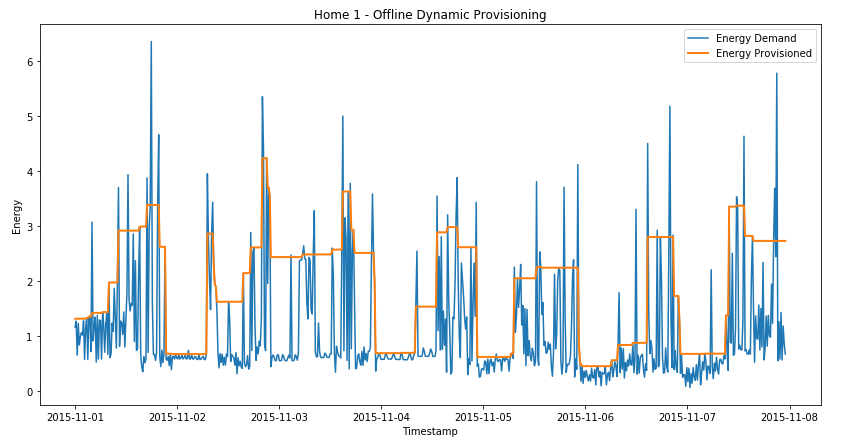 Home 1 - Offline Dynamic Provisioning
Energy Demand
Energy Provisioned
6
5
4
3
2
1
0
Energy
2015-11-01 2015-11-02 2015-11-03 2015-11-04 2015-11-05 2015-11-06 2015-11-07 2015-11-08
Timestamp